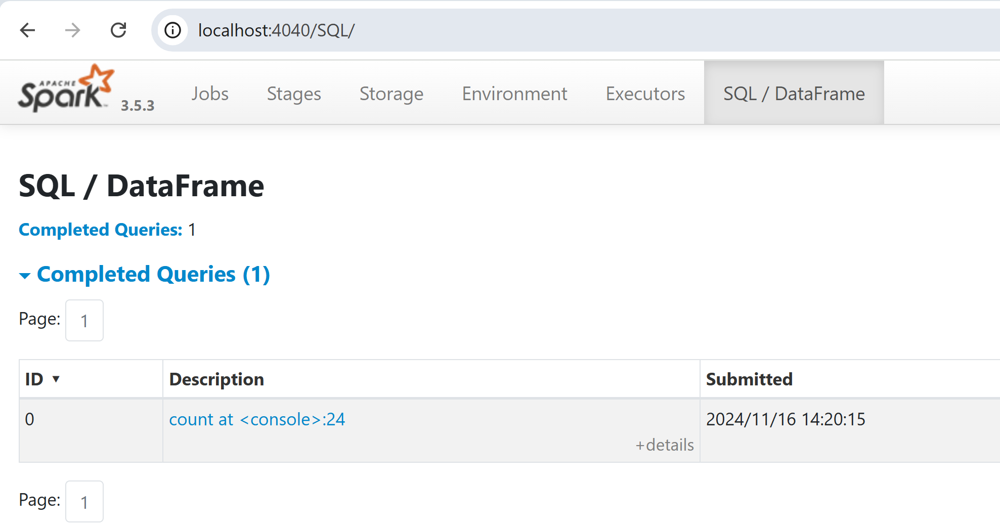 localhost:4040/SQL/
APACHE
Spark™ 3.5.3 Jobs Stages Storage Environment Executors SQL / DataFrame
SQL / DataFrame
Completed Queries: 1
Completed Queries (1)
Page: 1
ID ▼ Description Submitted
0 count at <console>:24 2024/11/16 14:20:15
+details
Page: 1